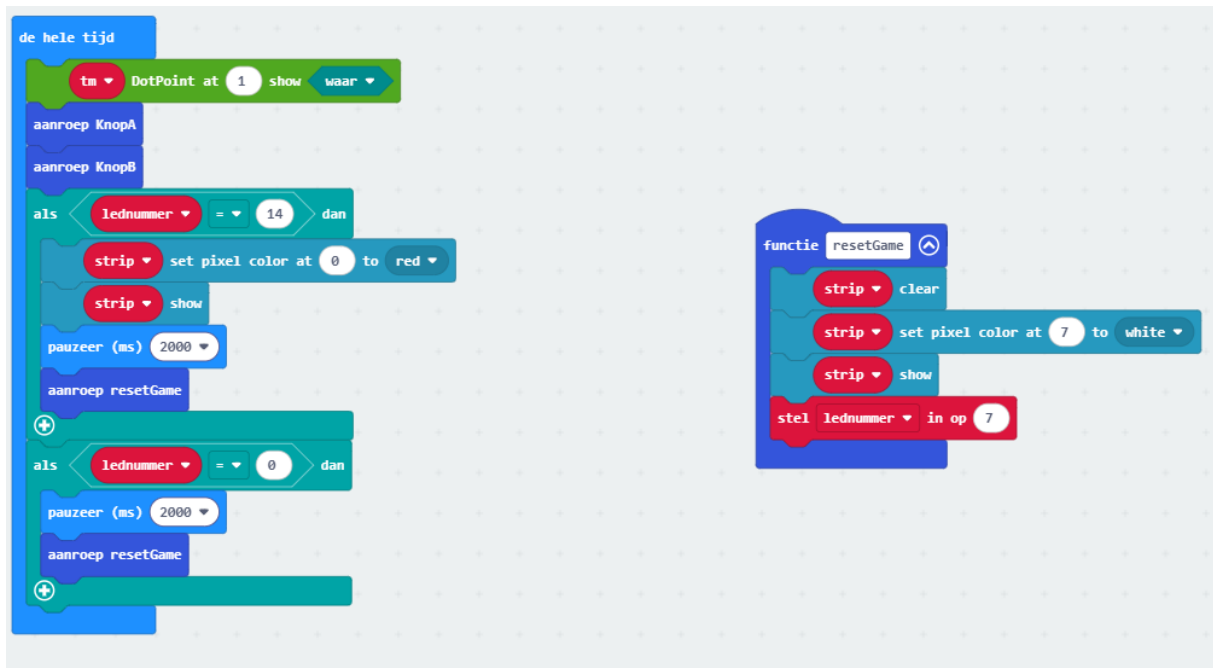 de hele tijd
tm DotPoint at 1 show waar
aanroep KnopA
aanroep KnopB
als lednummer = 14 dan
strip set pixel color at 0 to red
strip show
pauzeer (ms) 2000
aanroep resetGame
als lednummer = 0 dan
pauzeer (ms) 2000
aanroep resetGame
functie resetGame
strip clear
strip set pixel color at 7 to white
strip show
stel lednummer in op 7